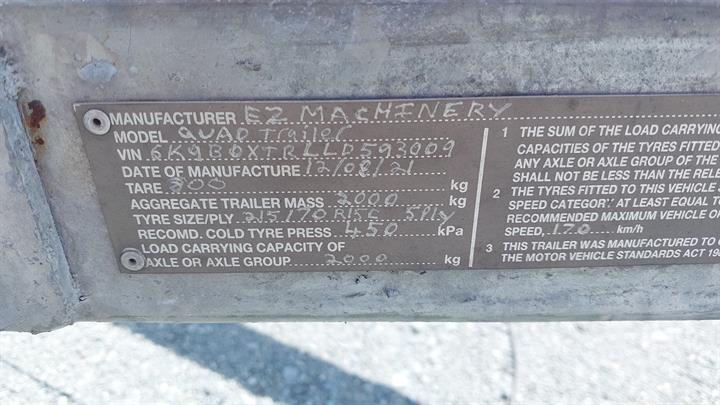 MANUFACTURER EZ MACHINERY
MODEL QUAD Trailer
VIN 6K9BOXTRLLD593009
DATE OF MANUFACTURE 12/08/21
TARE 300 kg
AGGREGATE TRAILER MASS 2000 kg
TYRE SIZE/PLY 215/70R15C 5Ply
RECOMD. COLD TYRE PRESS. 450 kPa
LOAD CARRYING CAPACITY OF
AXLE OR AXLE GROUP 2000 kg
1 THE SUM OF THE LOAD CARRYING
CAPACITIES OF THE TYRES FITTED
ANY AXLE OR AXLE GROUP OF THE
SHALL NOT BE LESS THAN THE RELE
2 THE TYRES FITTED TO THIS VEHICLE
SPEED CATEGORY AT LEAST EQUAL TO
RECOMMENDED MAXIMUM VEHICLE O
SPEED, 170 km/h
3 THIS TRAILER WAS MANUFACTURED TO
THE MOTOR VEHICLE STANDARDS ACT 19